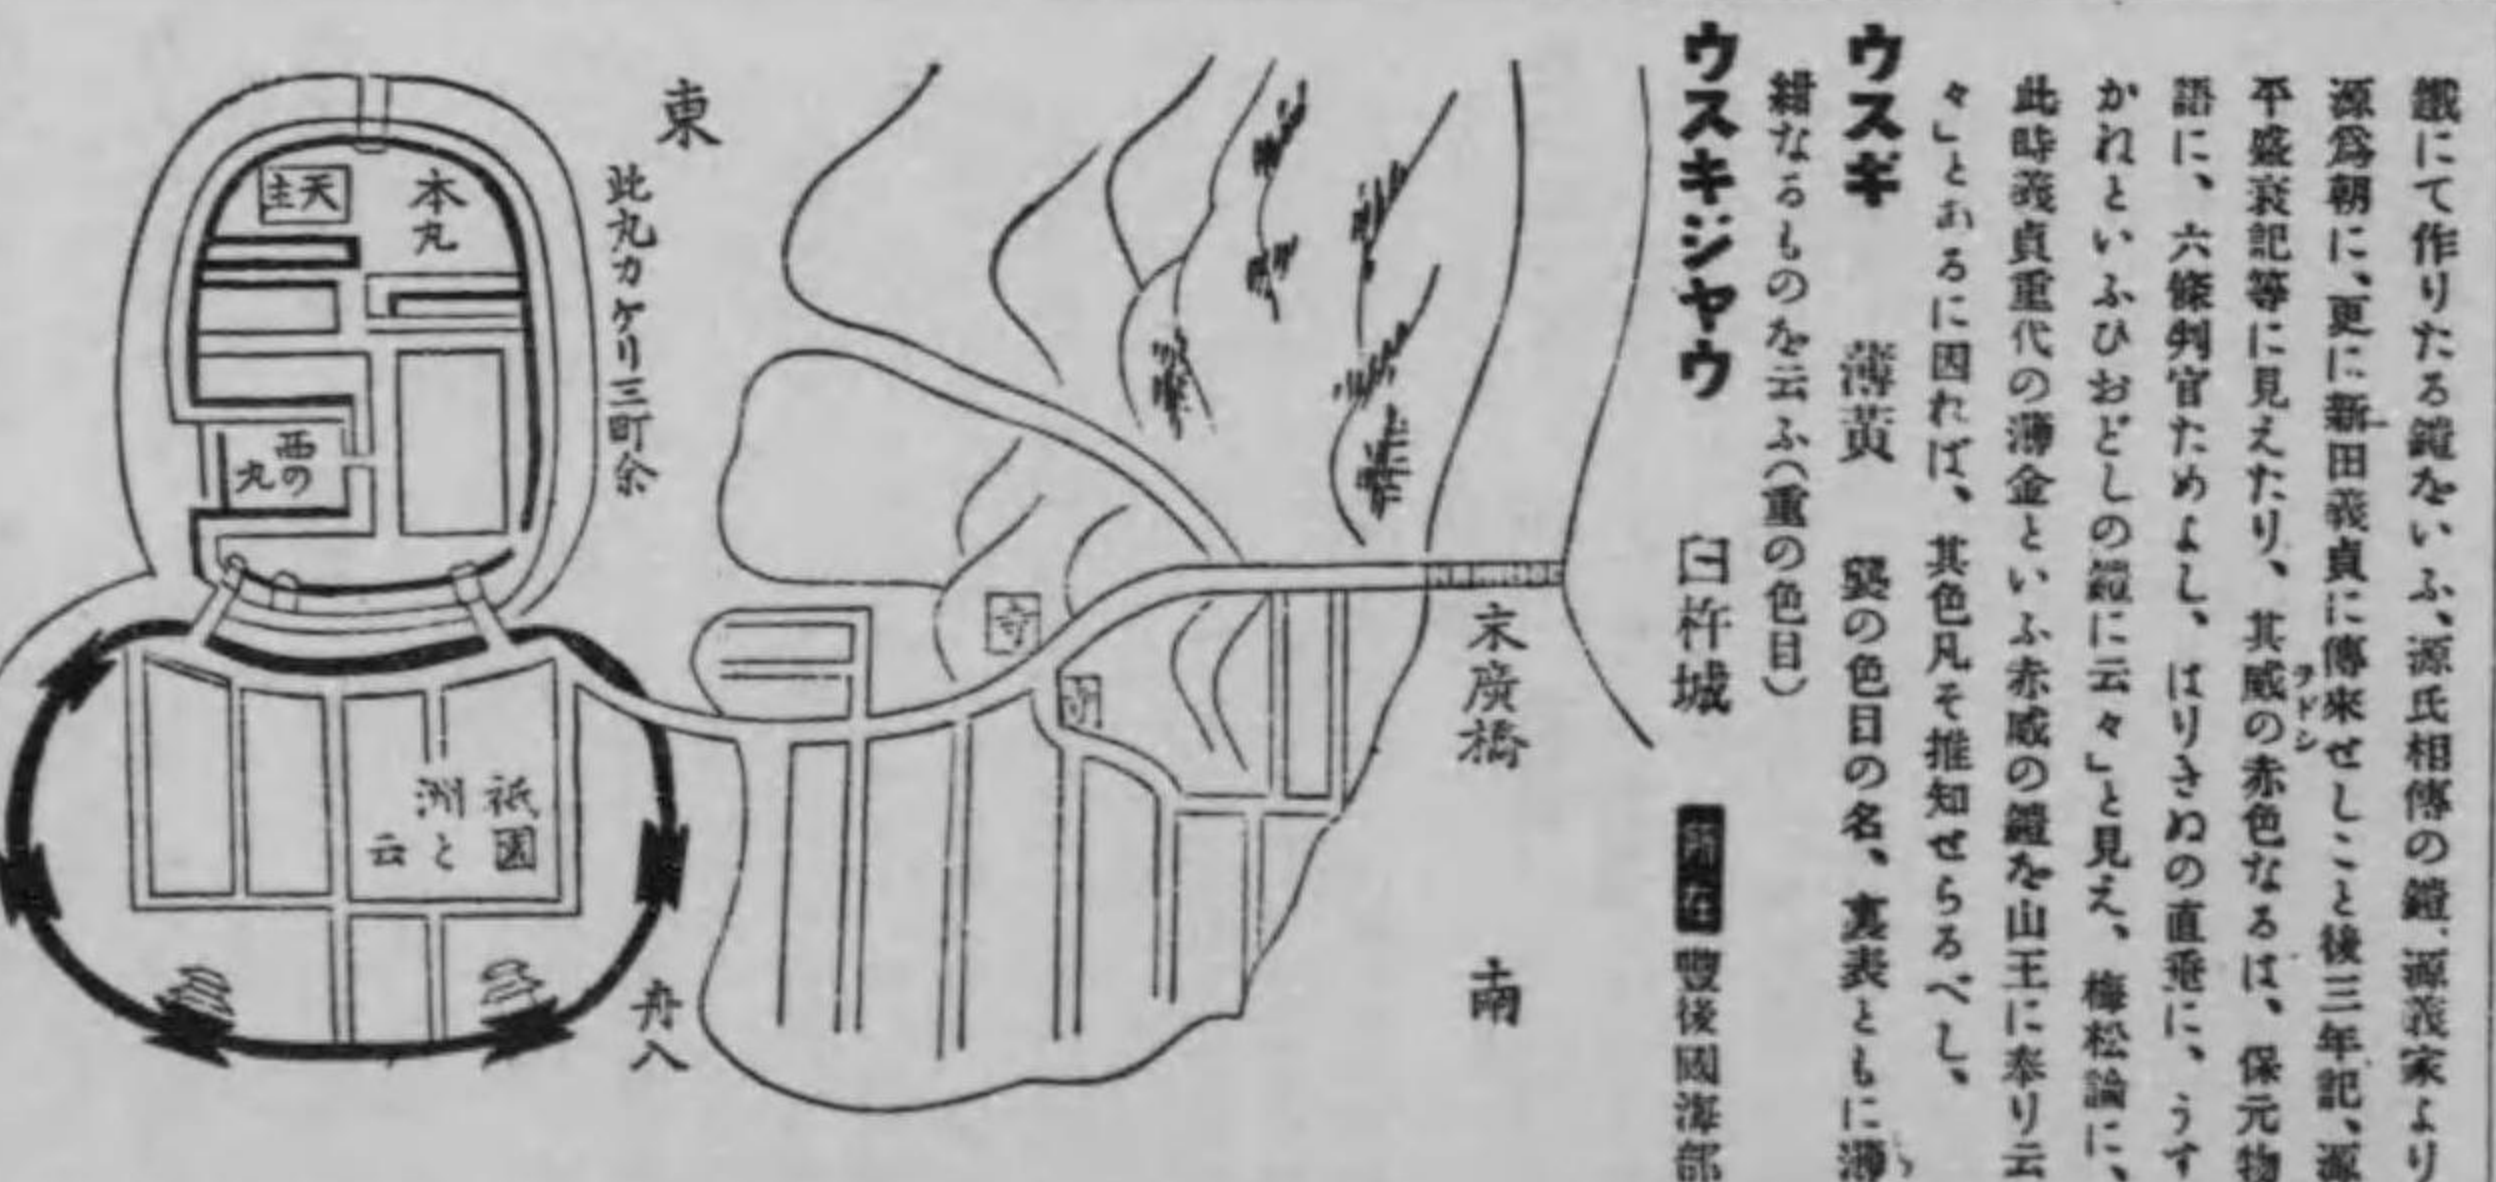 鐵にて作りたる鎧をいふ、源氏相傳の鎧、源義家より
源爲朝に、更に新田義貞に傳來せしこと後三年記、源
平盛衰記等に見えたり、其威の赤色なるは、保元物
ヲドシ
語に、六條判官ためよし、はりきぬの直垂に、うす
かねといふひおどしの鎧に云々」と見え、梅松論に、
此時義貞重代の薄金といふ赤威の鎧を山王に奉り云
々」とあるに因れば、其色凡そ推知せらるべし、
ウスギ 薄黄 襲の色目の名、裏表ともに薄
紺なるものを云ふ(重の色目)
ウスキジヤウ 臼杵城 所在 豐後國海部
東
南
末廣橋
此丸カケリ三町余
本丸
天主
西の丸
寺
祇園
洲と
云
舟入